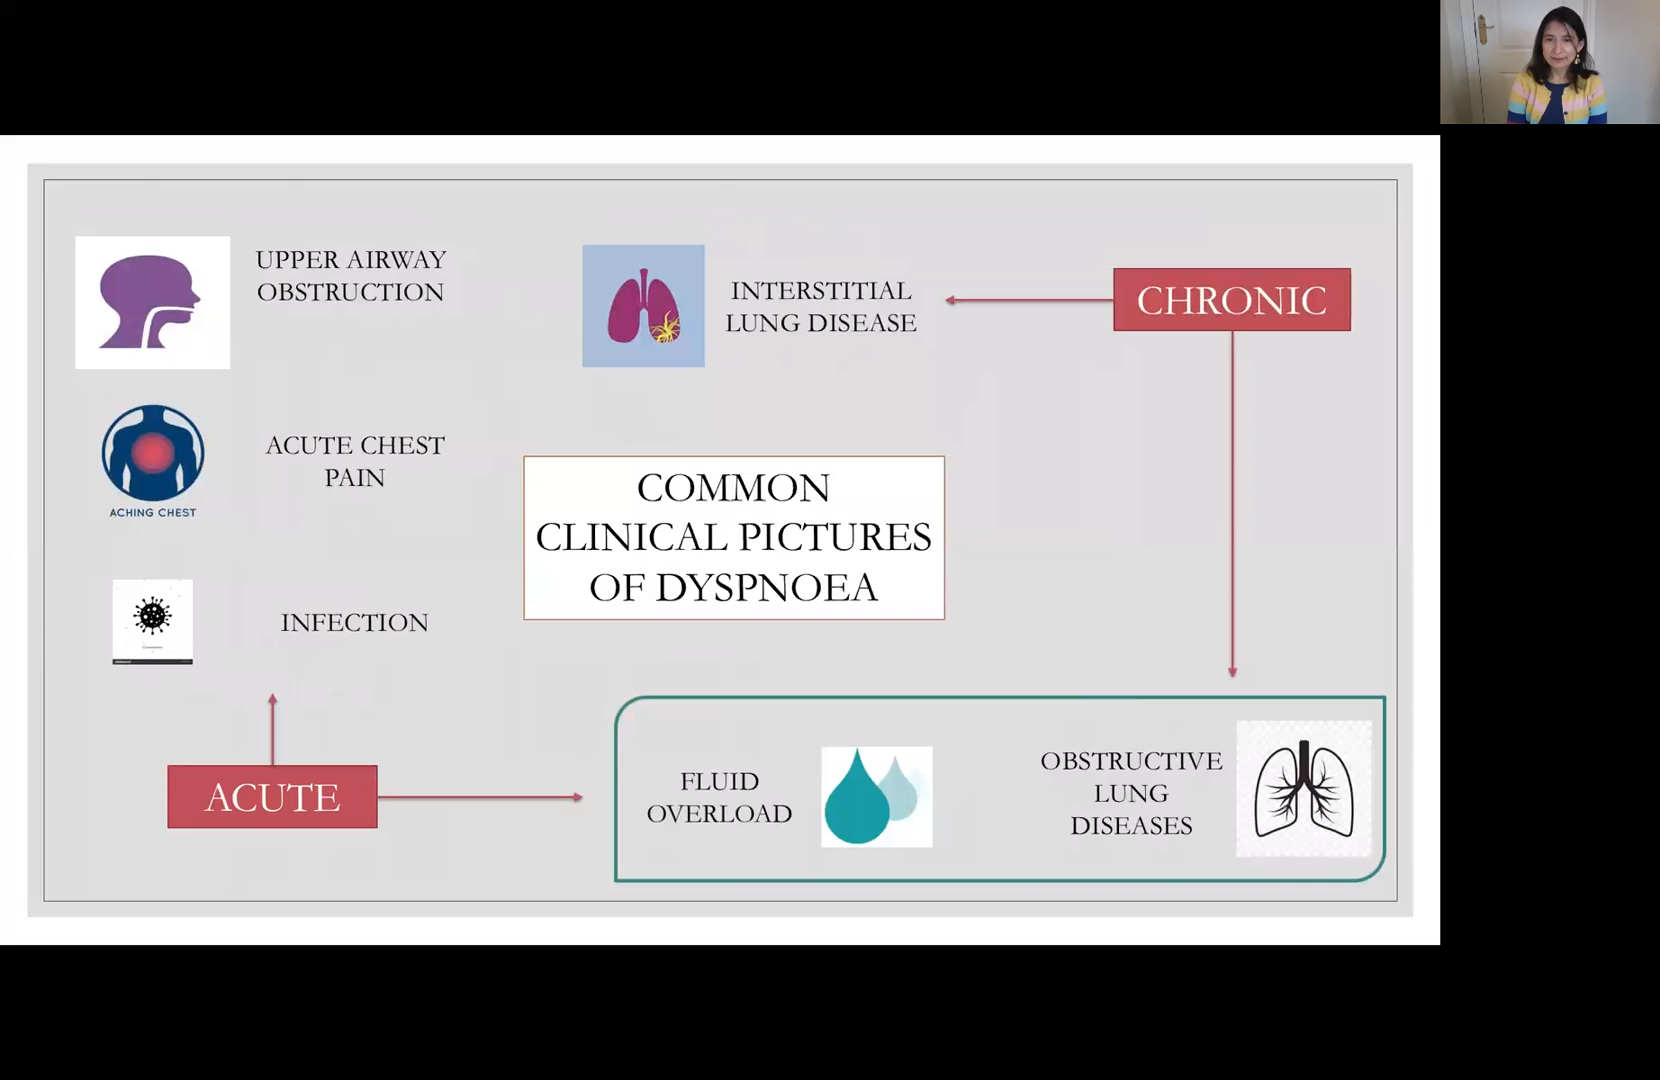 UPPER AIRWAY
OBSTRUCTION
INTERSTITIAL
LUNG DISEASE
CHRONIC
ACUTE CHEST
PAIN
ACHING CHEST
COMMON
CLINICAL PICTURES
OF DYSPNOEA
INFECTION
ACUTE
FLUID
OVERLOAD
OBSTRUCTIVE
LUNG
DISEASES